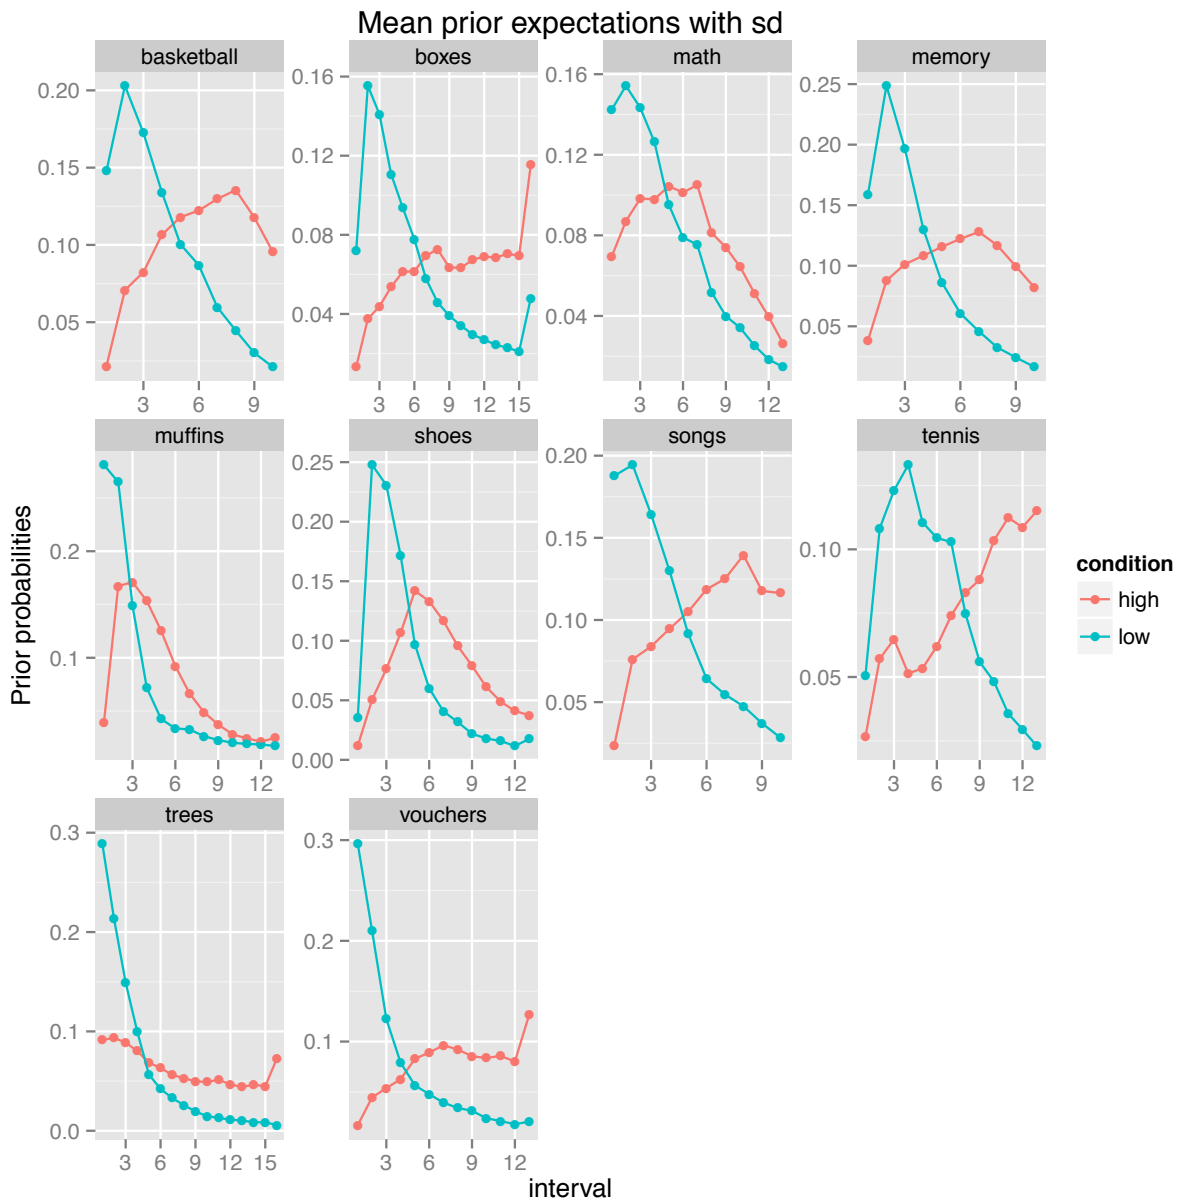 Mean prior expectations with sd
basketball boxes math memory
0.20 0.15 0.10 0.05
0.16 0.12 0.08 0.04
0.16 0.12 0.08 0.04
0.25 0.20 0.15 0.10 0.05
3 6 9 3 6 9 12 15 3 6 9 12 3 6 9
muffins shoes songs tennis
0.2 0.1
0.25 0.20 0.15 0.10 0.05 0.00
0.20 0.15 0.10 0.05
0.10 0.05
3 6 9 12 3 6 9 12 3 6 9 3 6 9 12
trees vouchers
0.3 0.2 0.1 0.0
0.3 0.2 0.1
3 6 9 12 15 3 6 9 12
Prior probabilities
interval
condition
high
low